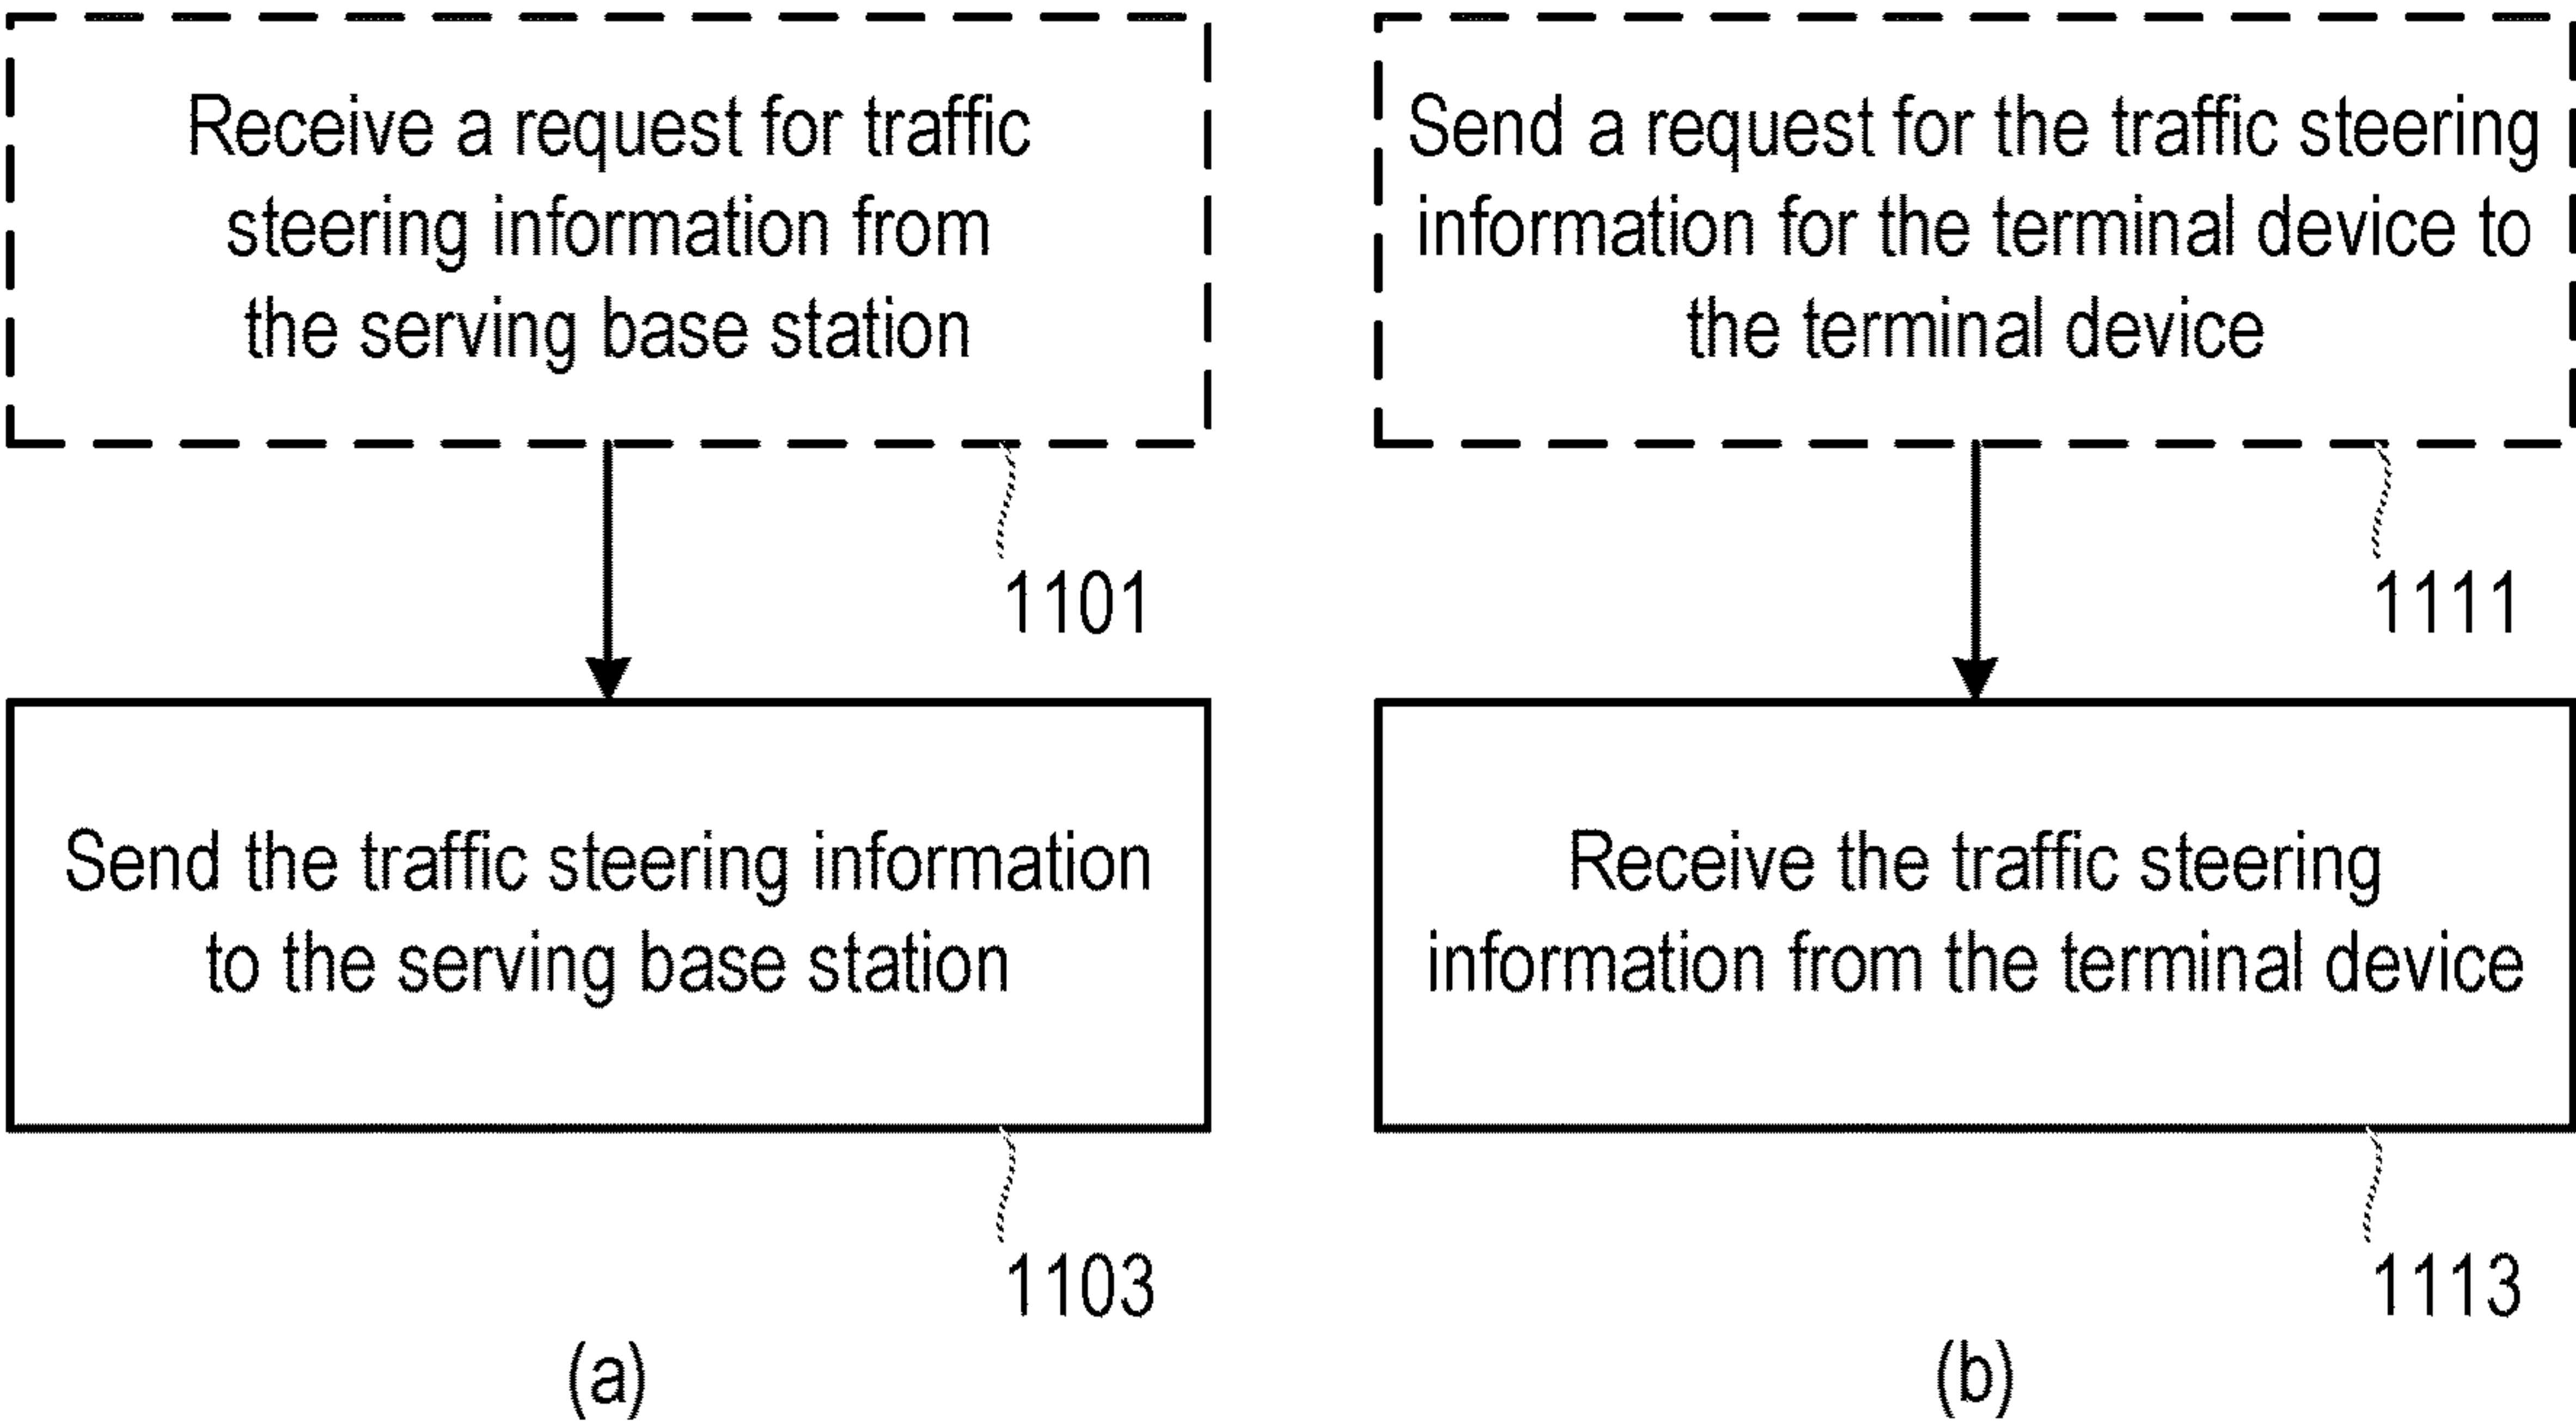 Receive a request for traffic
steering information from
the serving base station
1101
Send the traffic steering information
to the serving base station
1103
(a)
Send a request for the traffic steering
information for the terminal device to
the terminal device
1111
Receive the traffic steering
information from the terminal device
1113
(b)